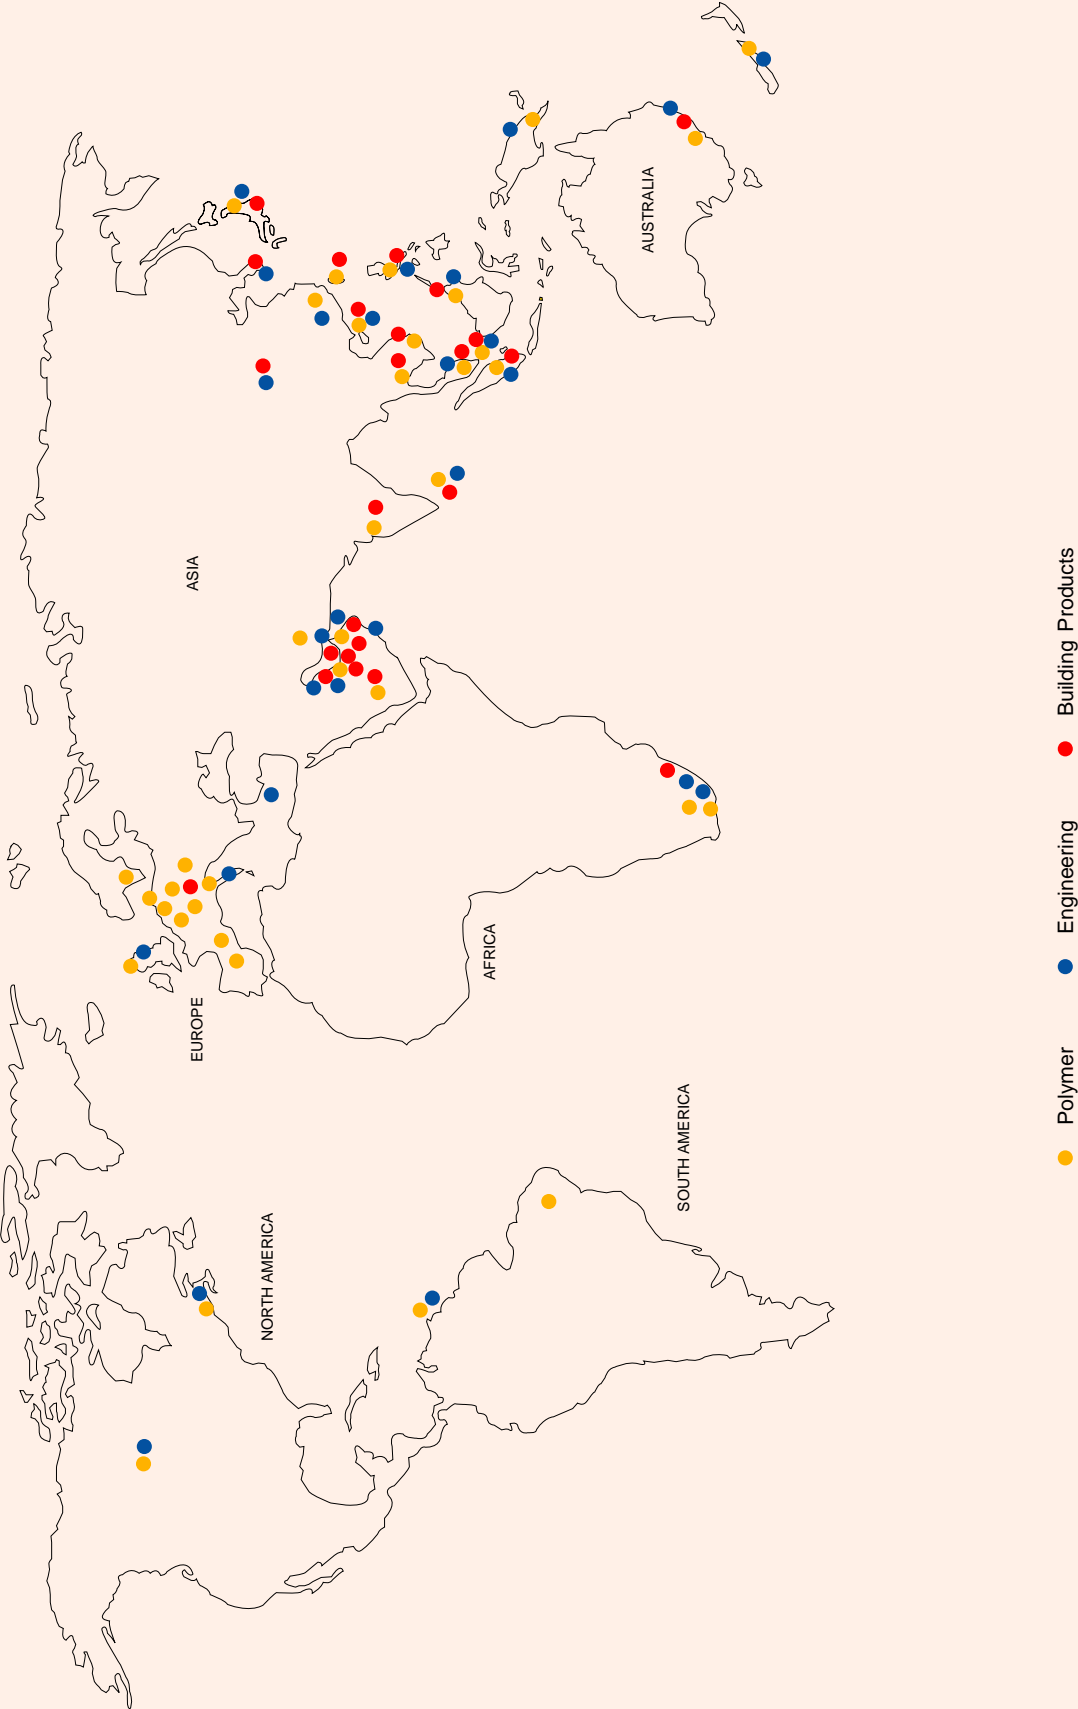 NORTH AMERICA
SOUTH AMERICA
EUROPE
AFRICA
ASIA
AUSTRALIA
Polymer
Engineering
Building Products